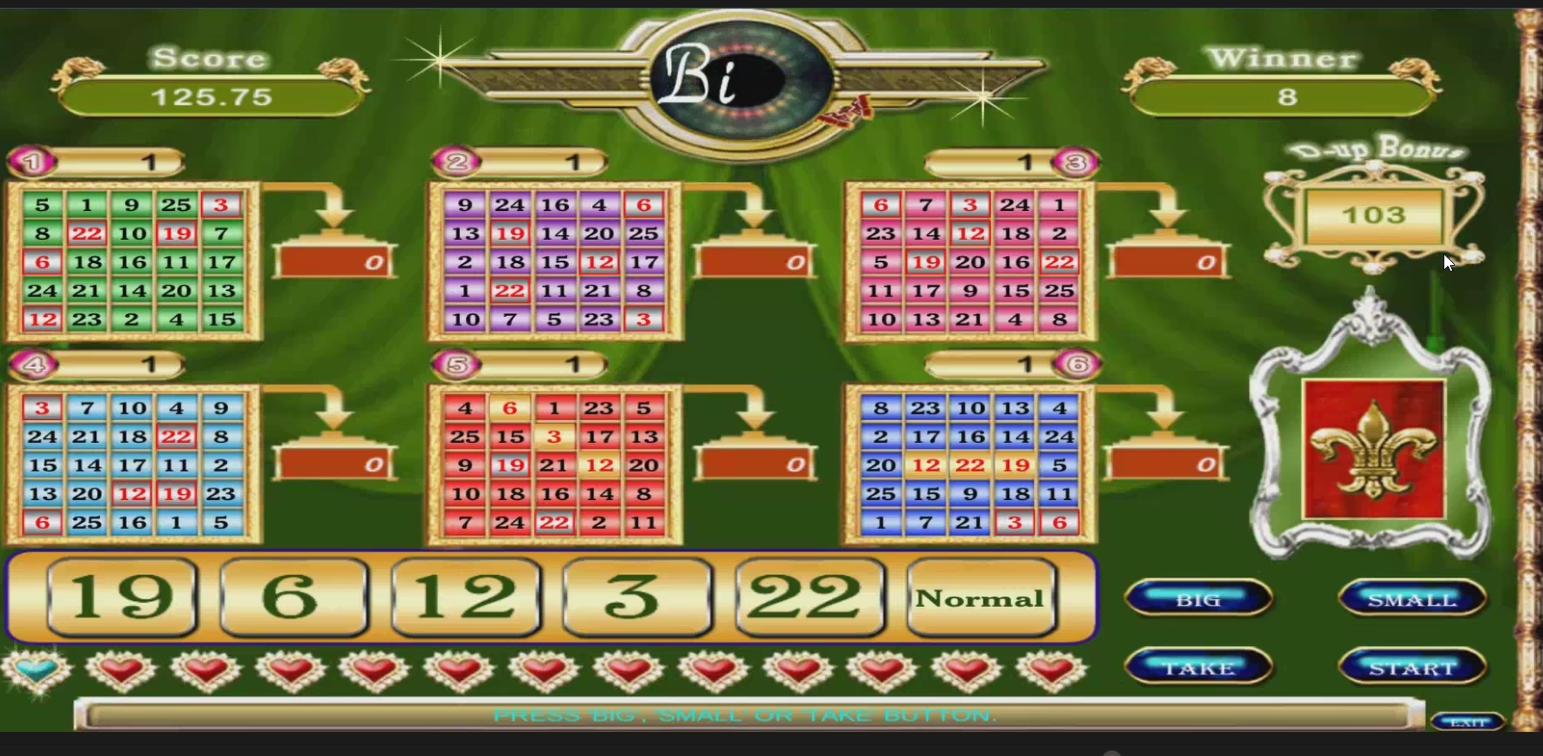 Score
125.75
Bi
Winner
8
D-up Bonus
103
1 1
5 1 9 25 3
8 22 10 19 7
6 18 16 11 17
24 21 14 20 13
12 23 2 4 15
0
2 1
9 24 16 4 6
13 19 14 20 25
2 18 15 12 17
1 22 11 21 8
10 7 5 23 3
0
1 3
6 7 3 24 1
23 14 12 18 2
5 19 20 16 22
11 17 9 15 25
10 13 21 4 8
0
4 1
3 7 10 4 9
24 21 18 22 8
15 14 17 11 2
13 20 12 19 23
6 25 16 1 5
0
5 1
4 6 1 23 5
25 15 3 17 13
9 19 21 12 20
10 18 16 14 8
7 24 22 2 11
0
1 6
8 23 10 13 4
2 17 16 14 24
20 12 22 19 5
25 15 9 18 11
1 7 21 3 6
0
19 6 12 3 22 Normal
BIG SMALL
TAKE START
PRESS 'BIG', 'SMALL' OR 'TAKE' BUTTON.
EXIT